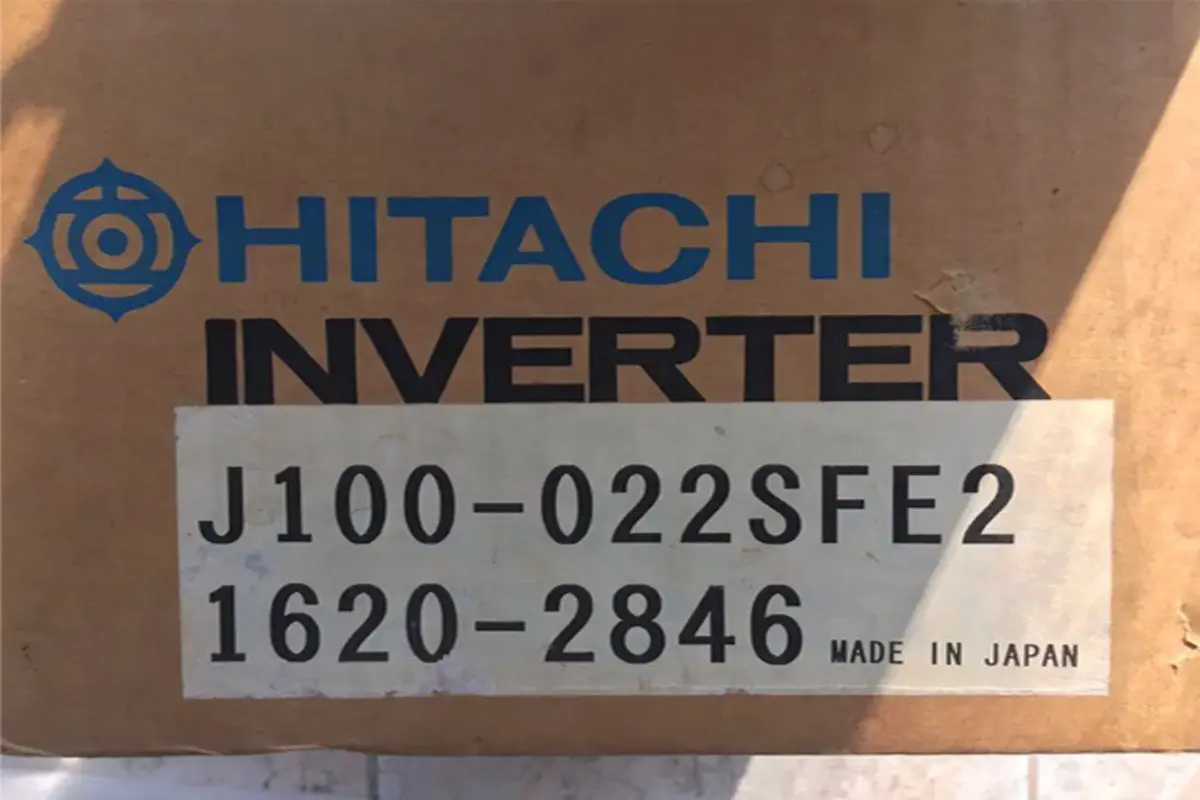 HITACHI
INVERTER
J100-022SFE2
1620-2846 MADE IN JAPAN